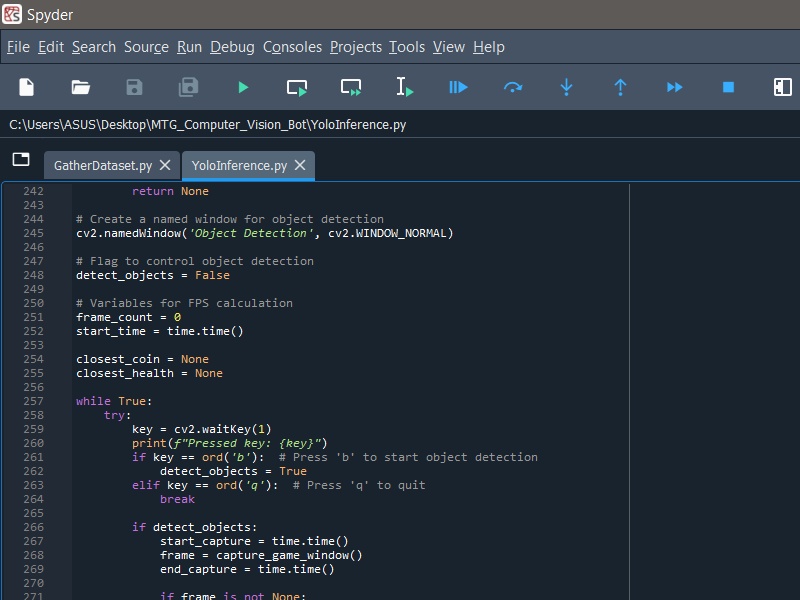 Spyder
File Edit Search Source Run Debug Consoles Projects Tools View Help
C:\Users\ASUS\Desktop\MTG_Computer_Vision_Bot\YoloInference.py
GatherDataset.py YoloInference.py
242         return None
243
244 # Create a named window for object detection
245 cv2.namedWindow('Object Detection', cv2.WINDOW_NORMAL)
246
247 # Flag to control object detection
248 detect_objects = False
249
250 # Variables for FPS calculation
251 frame_count = 0
252 start_time = time.time()
253
254 closest_coin = None
255 closest_health = None
256
257 while True:
258     try:
259         key = cv2.waitKey(1)
260         print(f"Pressed key: {key}")
261         if key == ord('b'):  # Press 'b' to start object detection
262             detect_objects = True
263         elif key == ord('q'):  # Press 'q' to quit
264             break
265
266         if detect_objects:
267             start_capture = time.time()
268             frame = capture_game_window()
269             end_capture = time.time()
270
271             if frame is not None: